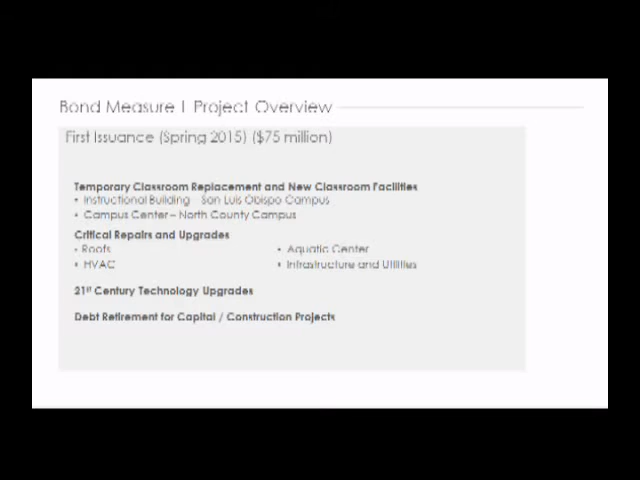 Bond Measure | Project Overview
First Issuance (Spring 2015) ($75 million)
Temporary Classroom Replacement and New Classroom Facilities
• Instructional Building – San Luis Obispo Campus
• Campus Center – North County Campus
Critical Repairs and Upgrades
• Roofs
• HVAC
• Aquatic Center
• Infrastructure and Utilities
21st Century Technology Upgrades
Debt Retirement for Capital / Construction Projects